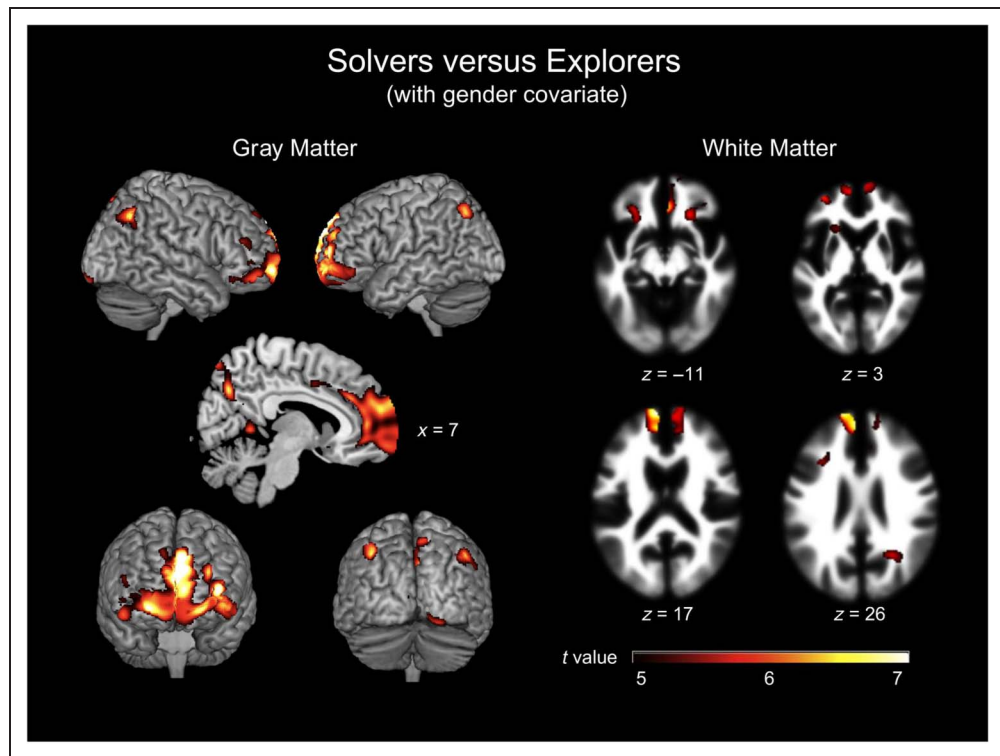 Solvers versus Explorers
(with gender covariate)
Gray Matter
White Matter
z = –11
z = 3
x = 7
z = 17
z = 26
t value
5
6
7